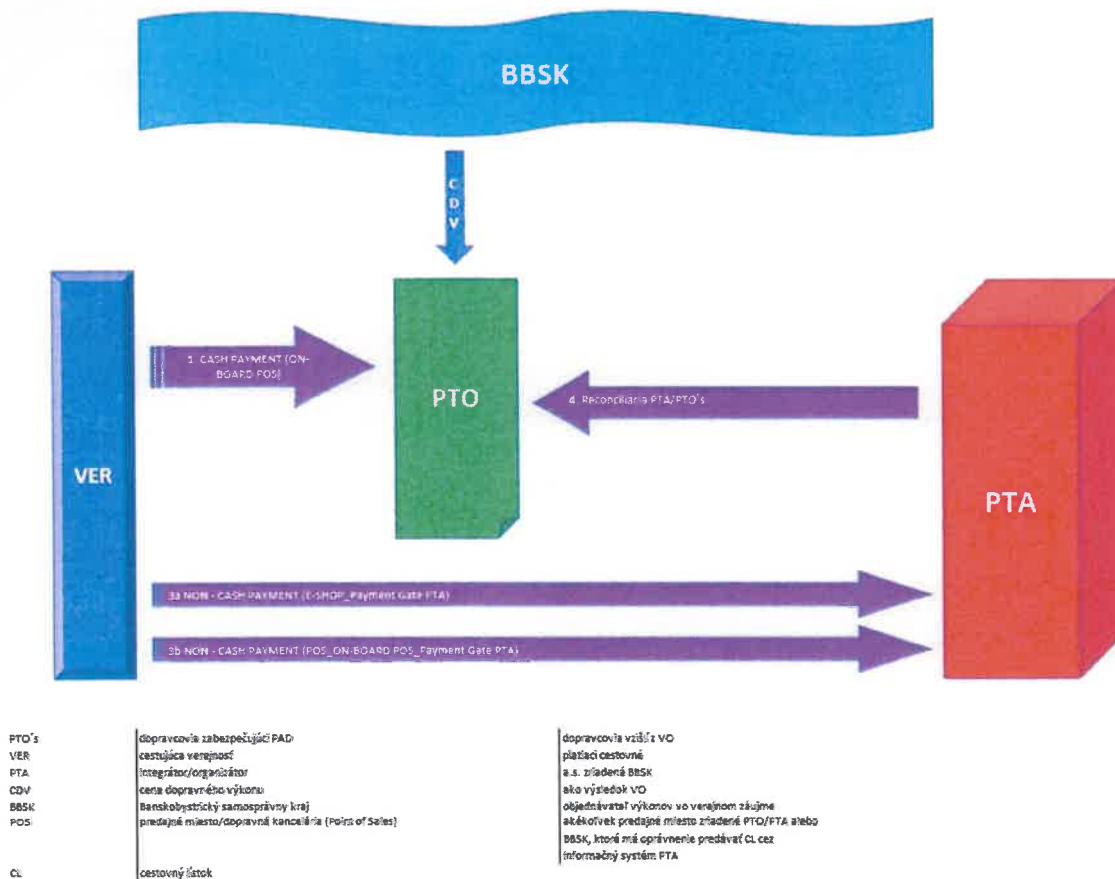 BBSK
CDV
1. CASH PAYMENT (ON-
BOARD POS)
PTO
4. Reconciliaria PTA/PTO's
VER
PTA
3a NON - CASH PAYMENT (E-SHOP_Payment Gate PTA)
3b NON - CASH PAYMENT (POS_ON-BOARD POS_Payment Gate PTA)
PTO's dopravcovia zabezpečujúci PAD dopravcovia vzišlí z VO
VER cestujúca verejnosť platiaci cestovné
PTA integrátor/organizátor a.s. zriadená BBSK
CDV cena dopravného výkonu ako výsledok VO
BBSK Banskobystrický samosprávny kraj objednávateľ výkonov vo verejnom záujme
POS predajné miesto/dopravná kancelária (Point of Sales) akékoľvek predajné miesto zriadené PTO/PTA alebo
BBSK, ktoré má oprávnenie predávať CL cez
informačný systém PTA
CL cestovný lístok